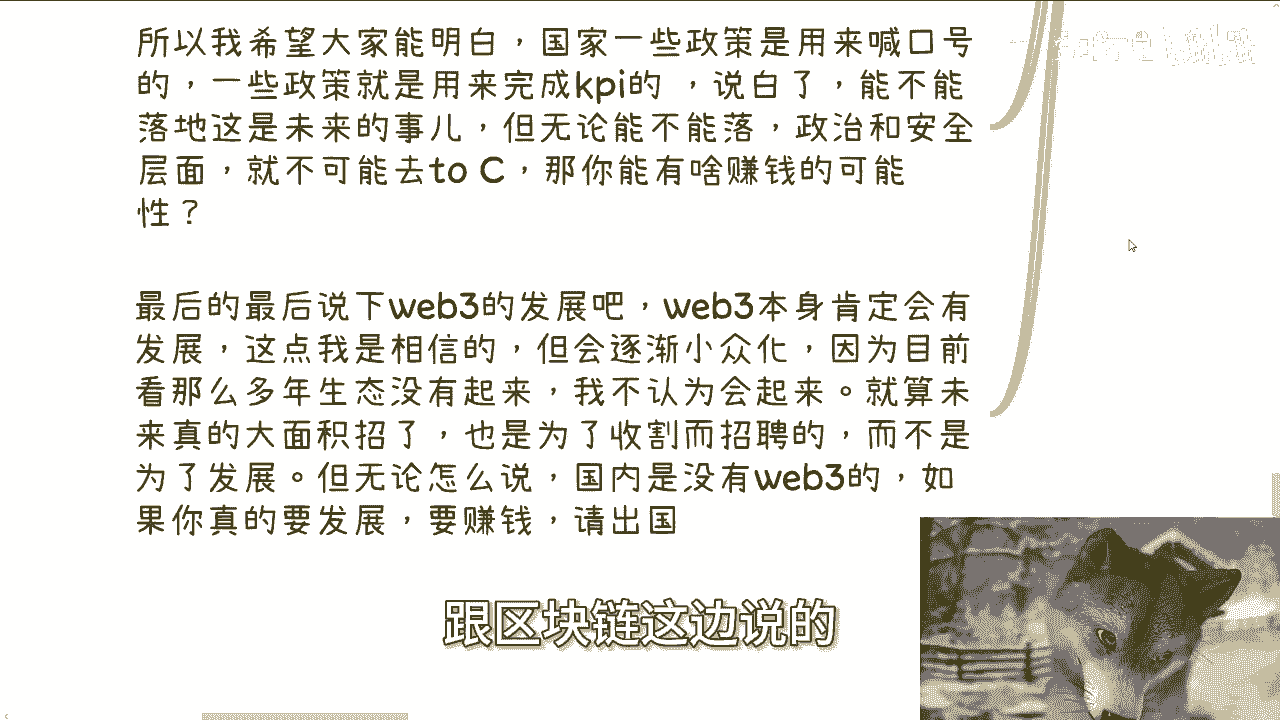 所以我希望大家能明白，国家一些政策是用来喊口号
的，一些政策就是用来完成kpi的 ，说白了，能不能
落地这是未来的事儿，但无论能不能落，政治和安全
层面，就不可能去to C，那你能有啥赚钱的可能
性？
最后的最后说下web3的发展吧，web3本身肯定会有
发展，这点我是相信的，但会逐渐小众化，因为目前
看那么多年生态没有起来，我不认为会起来。就算未
来真的大面积招了，也是为了收割而招聘的，而不是
为了发展。但无论怎么说，国内是没有web3的，如
果你真的要发展，要赚钱，请出国
跟区块链这边说的